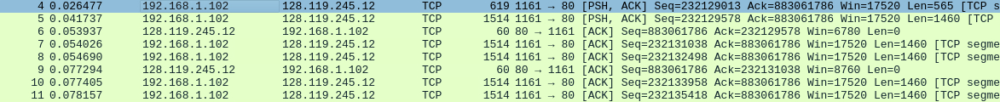 4 0.026477 192.168.1.102 128.119.245.12 TCP 619 1161 → 80 [PSH, ACK] Seq=232129013 Ack=883061786 Win=17520 Len=565 [TCP s
5 0.041737 192.168.1.102 128.119.245.12 TCP 1514 1161 → 80 [PSH, ACK] Seq=232129578 Ack=883061786 Win=17520 Len=1460 [TCP
6 0.053937 128.119.245.12 192.168.1.102 TCP 60 80 → 1161 [ACK] Seq=883061786 Ack=232129578 Win=6780 Len=0
7 0.054026 192.168.1.102 128.119.245.12 TCP 1514 1161 → 80 [ACK] Seq=232131038 Ack=883061786 Win=17520 Len=1460 [TCP segme
8 0.054690 192.168.1.102 128.119.245.12 TCP 1514 1161 → 80 [ACK] Seq=232132498 Ack=883061786 Win=17520 Len=1460 [TCP segme
9 0.077294 128.119.245.12 192.168.1.102 TCP 60 80 → 1161 [ACK] Seq=883061786 Ack=232131038 Win=8760 Len=0
10 0.077405 192.168.1.102 128.119.245.12 TCP 1514 1161 → 80 [ACK] Seq=232133958 Ack=883061786 Win=17520 Len=1460 [TCP segme
11 0.078157 192.168.1.102 128.119.245.12 TCP 1514 1161 → 80 [ACK] Seq=232135418 Ack=883061786 Win=17520 Len=1460 [TCP segme